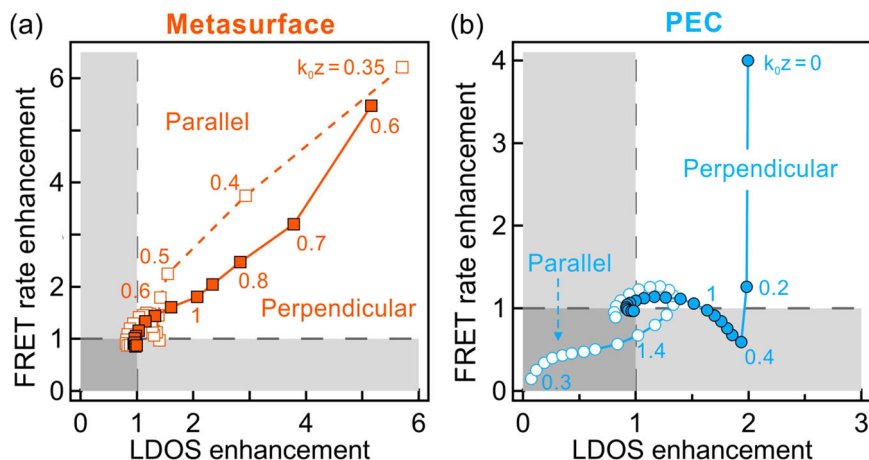 (a) Metasurface
FRET rate enhancement
6
5
4
3
2
1
0
k₀z=0.35
Parallel
0.6
0.4
0.7
0.5
0.8
0.6
1
Perpendicular
0 1 2 4 6
LDOS enhancement
(b) PEC
FRET rate enhancement
4
3
2
1
0
k₀z=0
Perpendicular
Parallel
1
0.2
1.4
0.4
0.3
0 1 2 3
LDOS enhancement